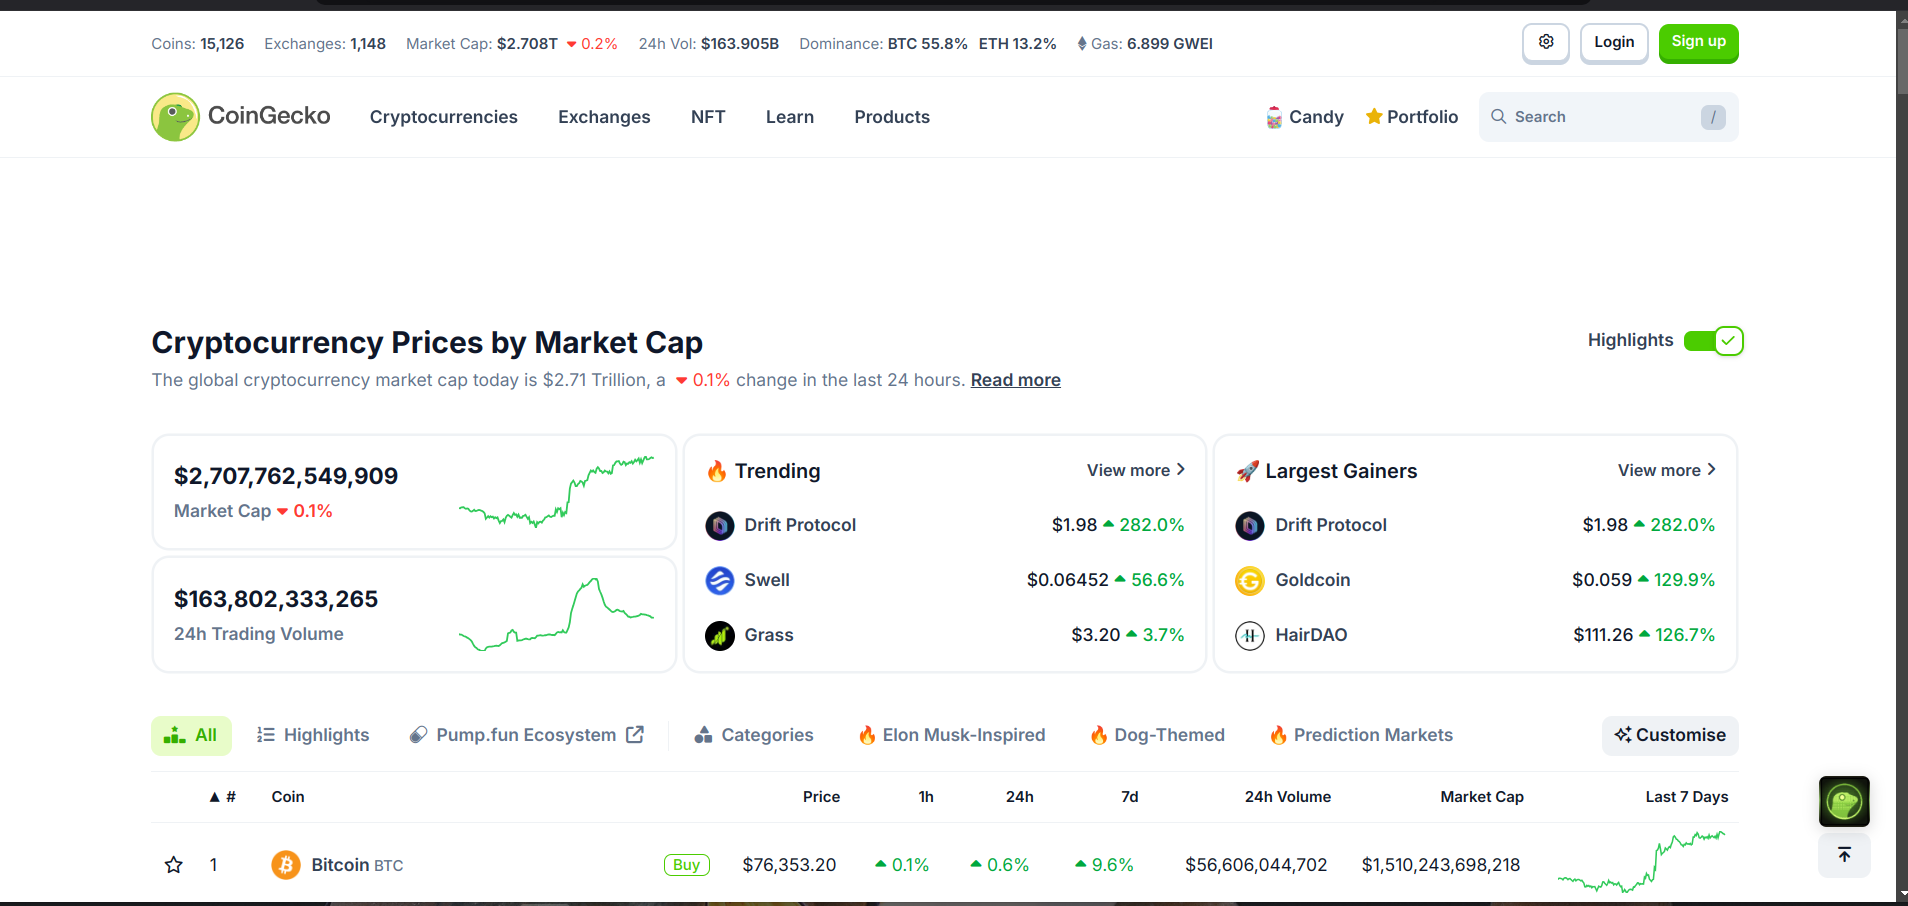 Coins: 15,126 Exchanges: 1,148 Market Cap: $2.708T 0.2% 24h Vol: $163.905B Dominance: BTC 55.8% ETH 13.2% Gas: 6.899 GWEI Login Sign up
CoinGecko Cryptocurrencies Exchanges NFT Learn Products Candy Portfolio Search /
Cryptocurrency Prices by Market Cap Highlights
The global cryptocurrency market cap today is $2.71 Trillion, a 0.1% change in the last 24 hours. Read more
$2,707,762,549,909
Market Cap 0.1%
$163,802,333,265
24h Trading Volume
Trending View more
Drift Protocol $1.98 282.0%
Swell $0.06452 56.6%
Grass $3.20 3.7%
Largest Gainers View more
Drift Protocol $1.98 282.0%
Goldcoin $0.059 129.9%
HairDAO $111.26 126.7%
All Highlights Pump.fun Ecosystem Categories Elon Musk-Inspired Dog-Themed Prediction Markets Customise
# Coin Price 1h 24h 7d 24h Volume Market Cap Last 7 Days
1 Bitcoin BTC Buy $76,353.20 0.1% 0.6% 9.6% $56,606,044,702 $1,510,243,698,218